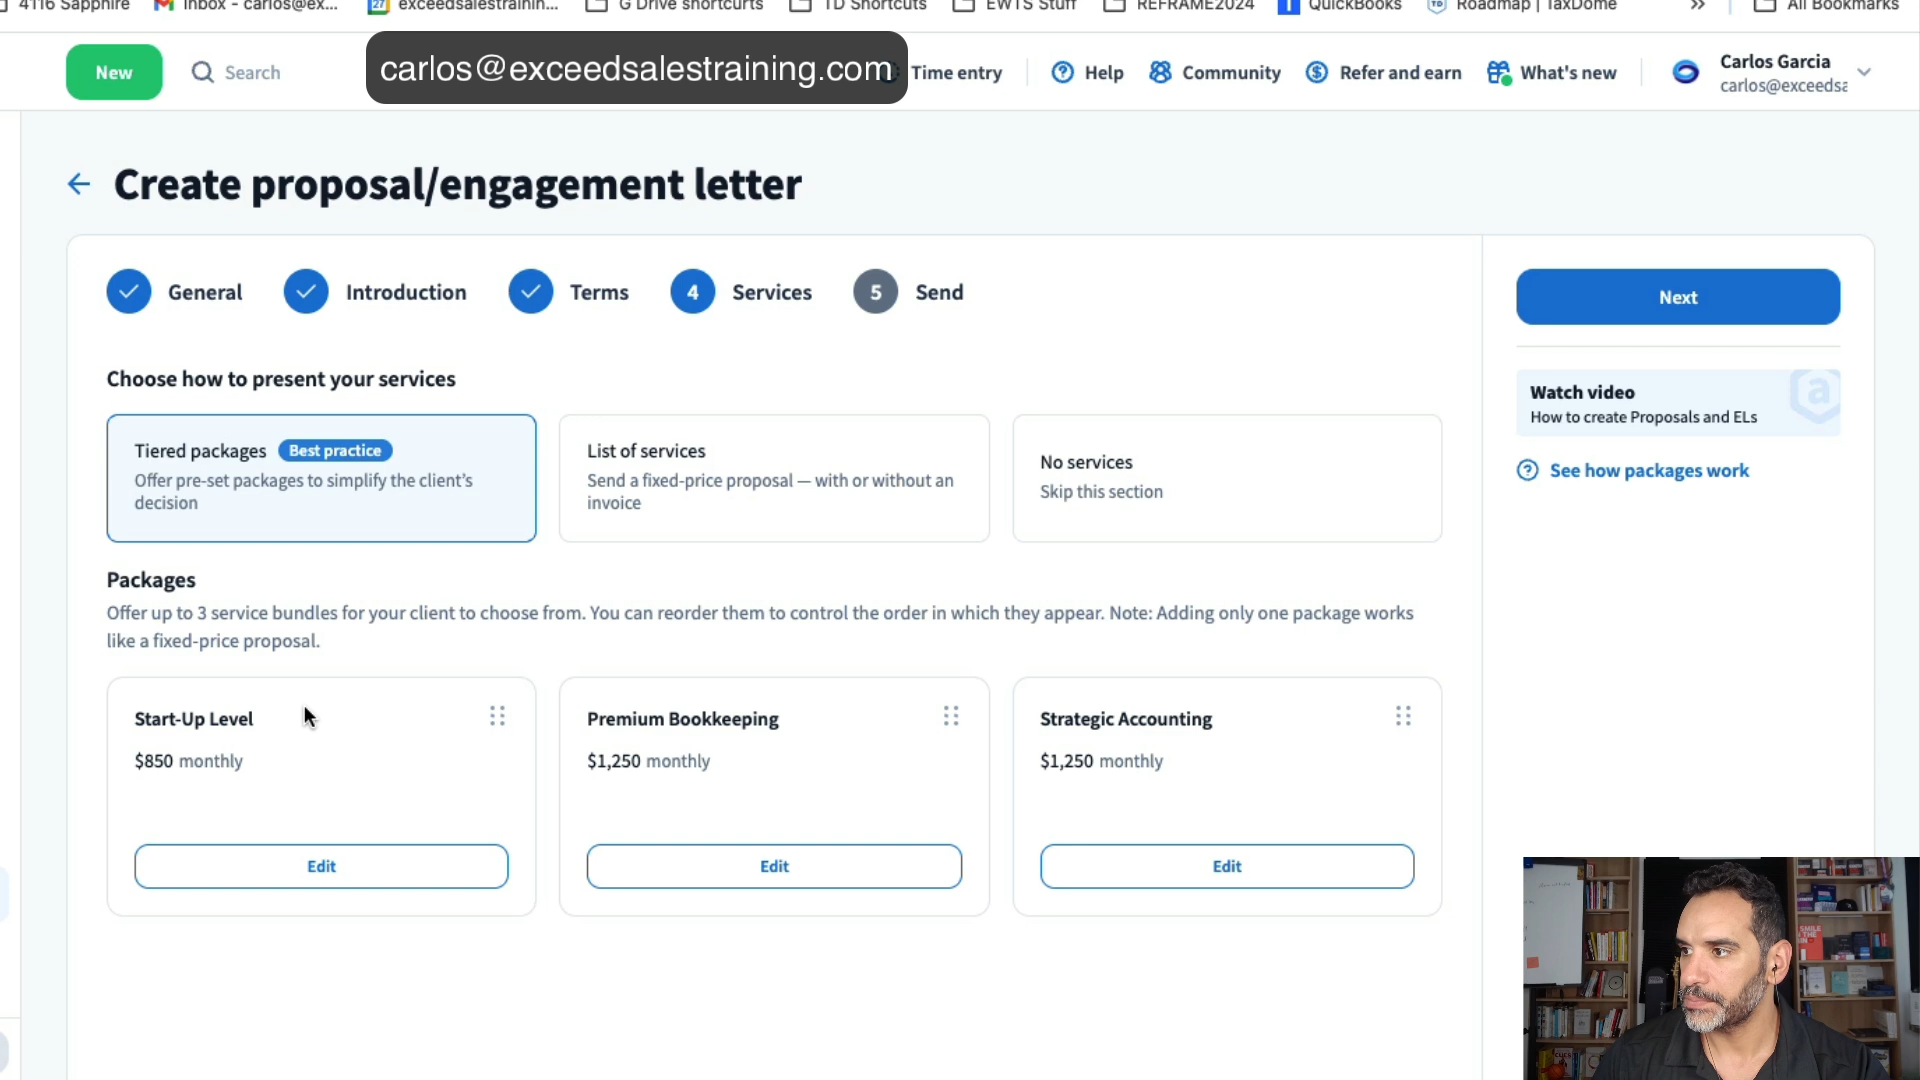 4116 Sapphire
Inbox - carlos@ex...
27
exceedsalestrainin...
G Drive shortcurts
TD Shortcuts
EWTS Stuff
REFRAME2024
QuickBooks
TD
Roadmap | TaxDome
»
All Bookmarks
New
Search
carlos@exceedsalestraining.com
Time entry
Help
Community
Refer and earn
What's new
Carlos Garcia
carlos@exceedsa
Create proposal/engagement letter
General
Introduction
Terms
4
Services
5
Send
Next
Choose how to present your services
Watch video
How to create Proposals and ELs
See how packages work
Tiered packages
Best practice
Offer pre-set packages to simplify the client's
decision
List of services
Send a fixed-price proposal — with or without an
invoice
No services
Skip this section
Packages
Offer up to 3 service bundles for your client to choose from. You can reorder them to control the order in which they appear. Note: Adding only one package works
like a fixed-price proposal.
Start-Up Level
$850 monthly
Edit
Premium Bookkeeping
$1,250 monthly
Edit
Strategic Accounting
$1,250 monthly
Edit